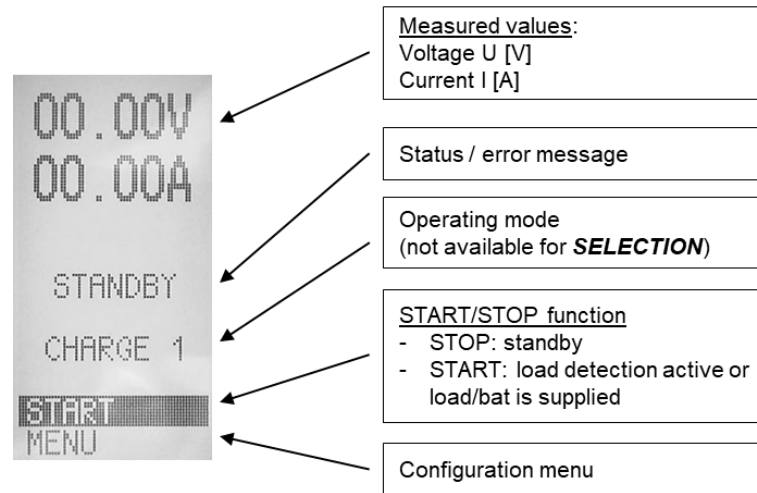 Measured values:
Voltage U [V]
Current I [A]
00.00V
00.00A
Status / error message
Operating mode
(not available for SELECTION)
STANDBY
CHARGE 1
START/STOP function
- STOP: standby
- START: load detection active or
load/bat is supplied
START
MENU
Configuration menu